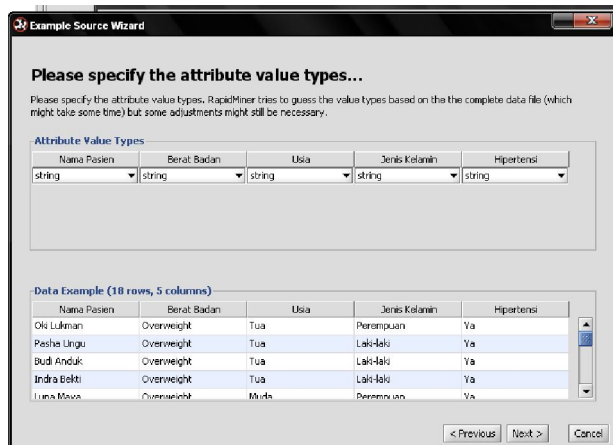 Example Source Wizard
Please specify the attribute value types...
Please specify the attribute value types. RapidMiner tries to guess the value types based on the the complete data file (which
might take some time) but some adjustments might still be necessary.
Attribute Value Types
Nama Pasien Berat Badan Usia Jenis Kelamin Hipertensi
string string string string string
Data Example (18 rows, 5 columns)
Nama Pasien Berat Badan Usia Jenis Kelamin Hipertensi
Oki Lukman Overweight Tua Perempuan Ya
Pasha Ungu Overweight Tua Laki-laki Ya
Budi Anduk Overweight Tua Laki-laki Ya
Indra Bekti Overweight Tua Laki-laki Ya
Luna Maya Overweight Muda Perempuan Ya
< Previous Next > Cancel